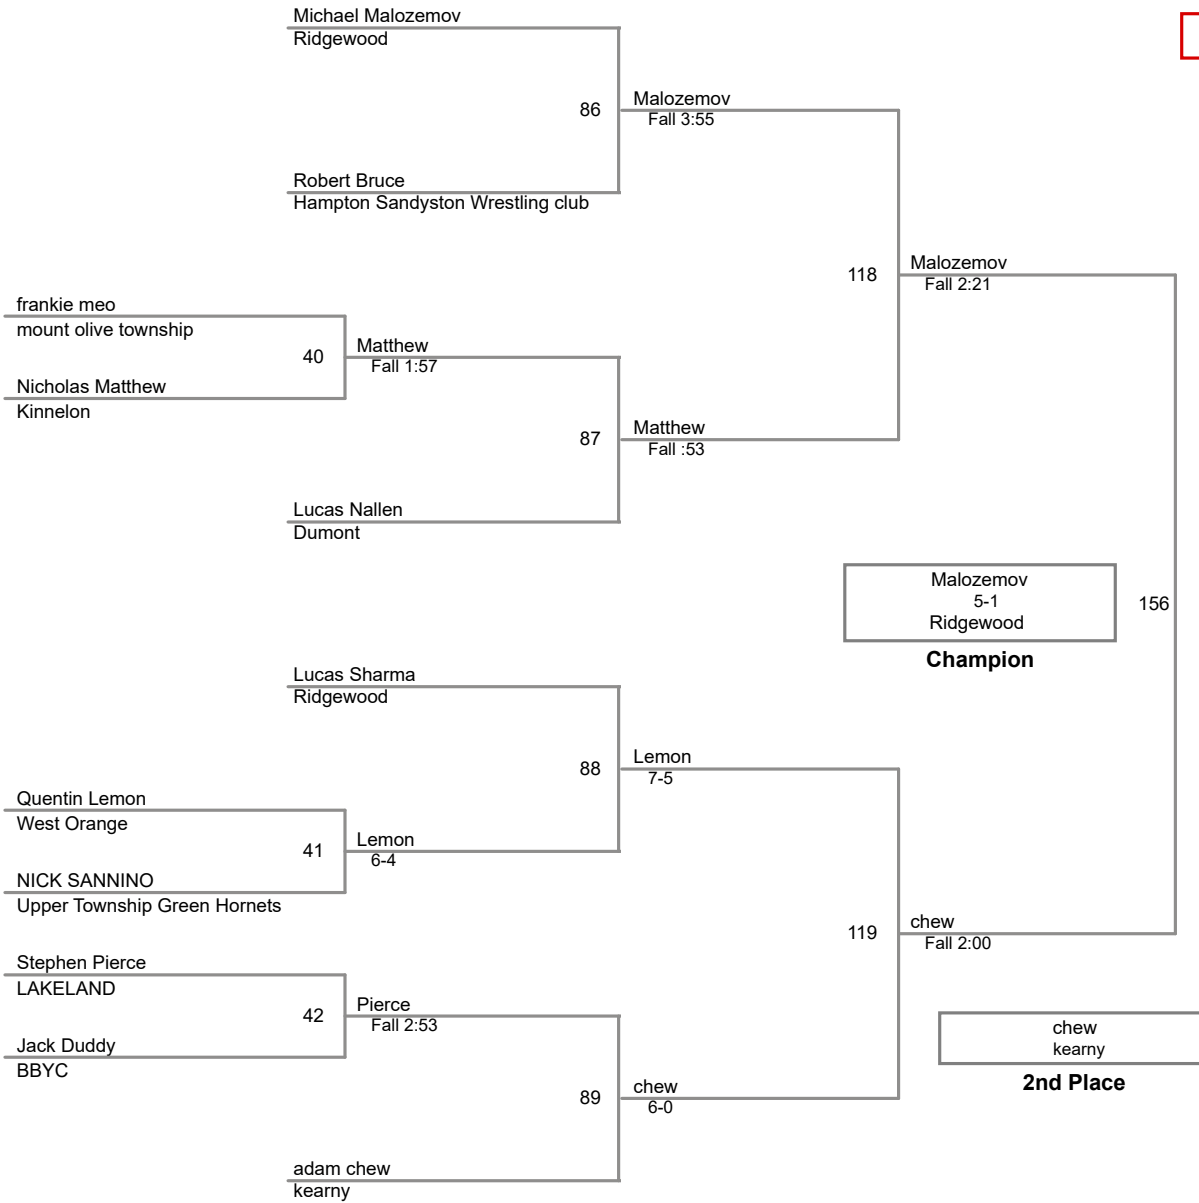 Michael Malozemov
Ridgewood
86
Malozemov
Fall 3:55
Robert Bruce
Hampton Sandyston Wrestling club
118
Malozemov
Fall 2:21
frankie meo
mount olive township
40
Matthew
Fall 1:57
Nicholas Matthew
Kinnelon
87
Matthew
Fall :53
Lucas Nallen
Dumont
Malozemov
5-1
Ridgewood
156
Champion
Lucas Sharma
Ridgewood
88
Lemon
7-5
Quentin Lemon
West Orange
41
Lemon
6-4
NICK SANNINO
Upper Township Green Hornets
119
chew
Fall 2:00
Stephen Pierce
LAKELAND
42
Pierce
Fall 2:53
Jack Duddy
BBYC
chew
kearny
2nd Place
89
chew
6-0
adam chew
kearny